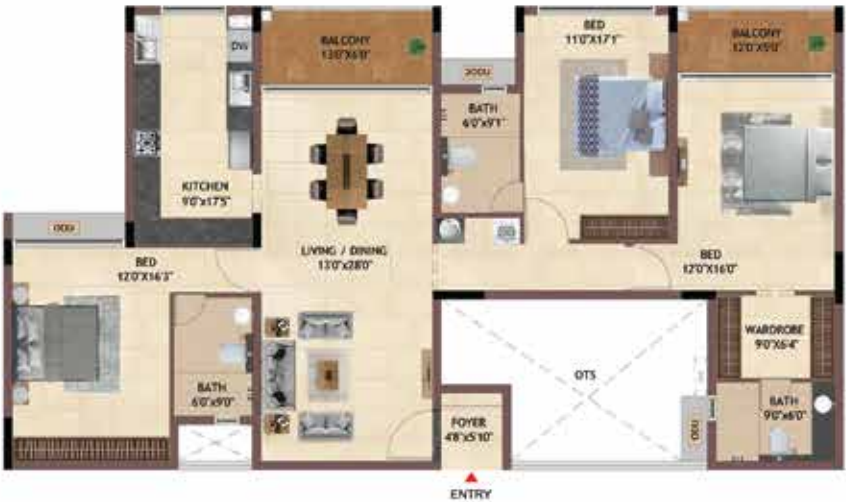 BED
11'0"X17'1"
BALCONY
13'0"X6'0"
BALCONY
12'0"X5'0"
DW
ODU
BATH
6'0"x9'1"
KITCHEN
9'0"x17'5"
ODU
LIVING / DINING
13'0"x28'0"
BED
12'0"X16'3"
BED
12'0"X16'0"
WARDROBE
9'0"X6'4"
OTS
BATH
6'0"x9'0"
BATH
9'0"x6'0"
FOYER
4'8"x5'10"
ODU
ENTRY